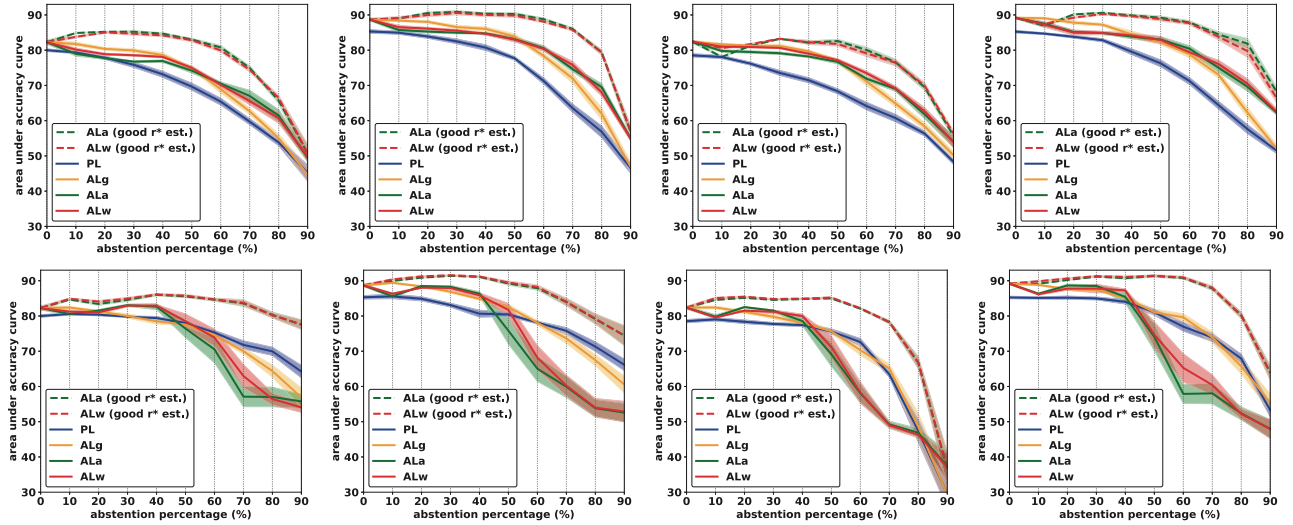 area under accuracy curve
90
80
70
60
50
40
30
ALa (good r* est.)
ALw (good r* est.)
PL
ALg
ALa
ALw
0 10 20 30 40 50 60 70 80 90
abstention percentage (%)
area under accuracy curve
90
80
70
60
50
40
30
ALa (good r* est.)
ALw (good r* est.)
PL
ALg
ALa
ALw
0 10 20 30 40 50 60 70 80 90
abstention percentage (%)
area under accuracy curve
90
80
70
60
50
40
30
ALa (good r* est.)
ALw (good r* est.)
PL
ALg
ALa
ALw
0 10 20 30 40 50 60 70 80 90
abstention percentage (%)
area under accuracy curve
90
80
70
60
50
40
30
ALa (good r* est.)
ALw (good r* est.)
PL
ALg
ALa
ALw
0 10 20 30 40 50 60 70 80 90
abstention percentage (%)
area under accuracy curve
90
80
70
60
50
40
30
ALa (good r* est.)
ALw (good r* est.)
PL
ALg
ALa
ALw
0 10 20 30 40 50 60 70 80 90
abstention percentage (%)
area under accuracy curve
90
80
70
60
50
40
30
ALa (good r* est.)
ALw (good r* est.)
PL
ALg
ALa
ALw
0 10 20 30 40 50 60 70 80 90
abstention percentage (%)
area under accuracy curve
90
80
70
60
50
40
30
ALa (good r* est.)
ALw (good r* est.)
PL
ALg
ALa
ALw
0 10 20 30 40 50 60 70 80 90
abstention percentage (%)
area under accuracy curve
90
80
70
60
50
40
30
ALa (good r* est.)
ALw (good r* est.)
PL
ALg
ALa
ALw
0 10 20 30 40 50 60 70 80 90
abstention percentage (%)